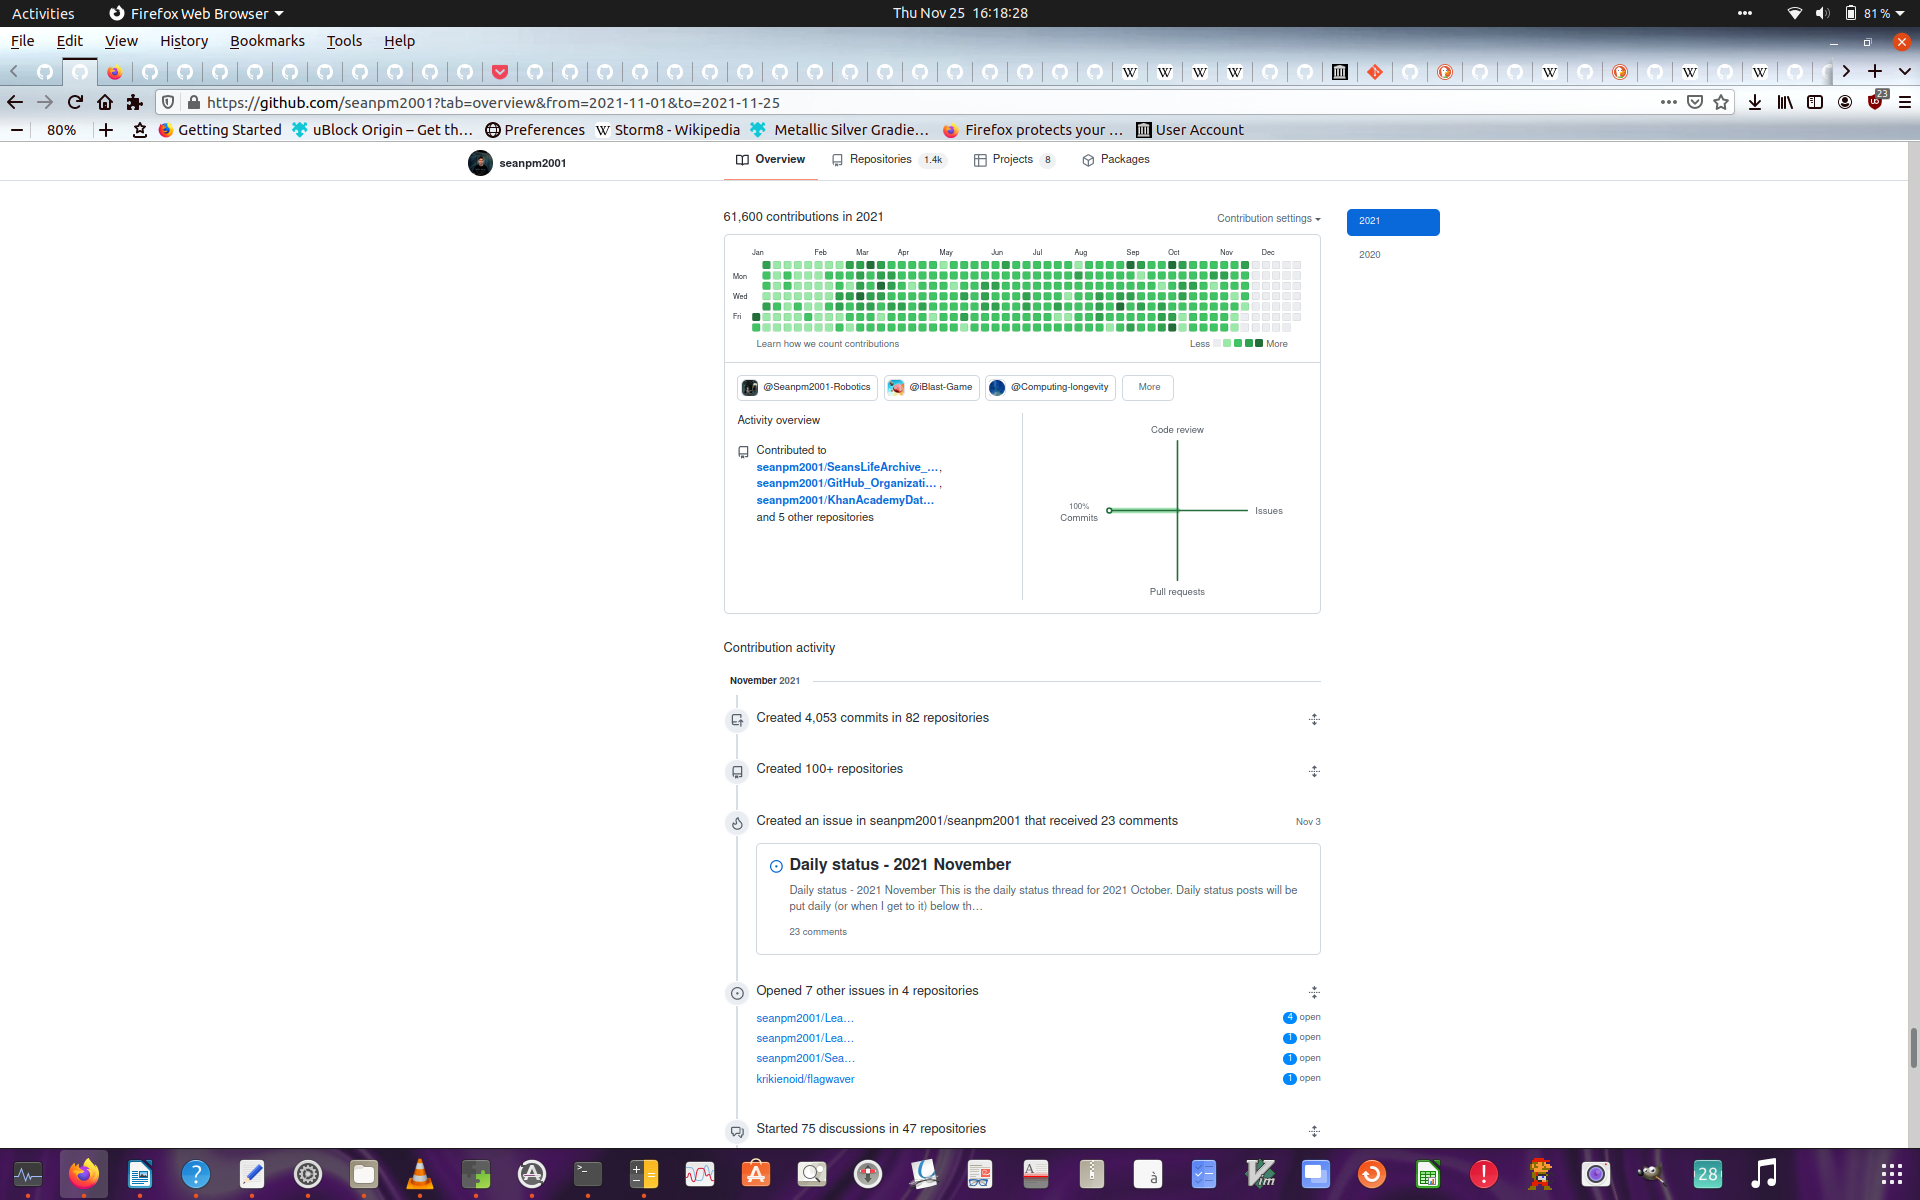 Activities
Firefox Web Browser
Thu Nov 25 16:18:28
81 %
File Edit View History Bookmarks Tools Help
https://github.com/seanpm2001?tab=overview&from=2021-11-01&to=2021-11-25
23
80%
Getting Started
uBlock Origin – Get th…
Preferences
Storm8 - Wikipedia
Metallic Silver Gradie…
Firefox protects your …
User Account
seanpm2001
Overview
Repositories 1.4k
Projects 8
Packages
61,600 contributions in 2021
Contribution settings
2021
2020
Jan Feb Mar Apr May Jun Jul Aug Sep Oct Nov Dec
Mon
Wed
Fri
Learn how we count contributions
Less
More
@Seanpm2001-Robotics
@iBlast-Game
@Computing-longevity
More
Activity overview
Contributed to
seanpm2001/SeansLifeArchive_…,
seanpm2001/GitHub_Organizati… ,
seanpm2001/KhanAcademyDat…
and 5 other repositories
Code review
100%
Commits
Issues
Pull requests
Contribution activity
November 2021
Created 4,053 commits in 82 repositories
Created 100+ repositories
Created an issue in seanpm2001/seanpm2001 that received 23 comments
Nov 3
Daily status - 2021 November
Daily status - 2021 November This is the daily status thread for 2021 October. Daily status posts will be
put daily (or when I get to it) below th…
23 comments
Opened 7 other issues in 4 repositories
seanpm2001/Lea…
4 open
seanpm2001/Lea…
1 open
seanpm2001/Sea…
1 open
krikienoid/flagwaver
1 open
Started 75 discussions in 47 repositories
28